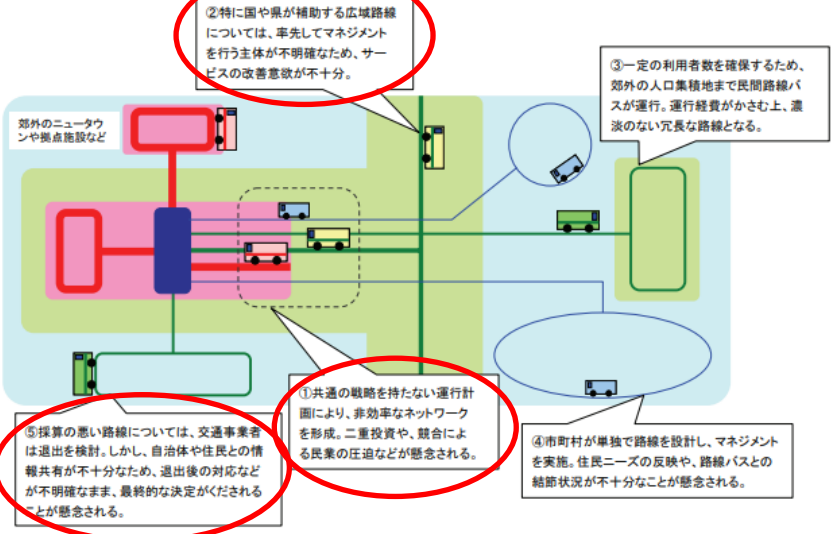 ②特に国や県が補助する広域路線
については、率先してマネジメント
を行う主体が不明確なため、サー
ビスの改善意欲が不十分。
③一定の利用者数を確保するため、
郊外の人口集積地まで民間路線バ
スが運行。運行経費がかさむ上、濃
淡のない冗長な路線となる。
郊外のニュータウ
ンや拠点施設など
①共通の戦略を持たない運行計
画により、非効率なネットワーク
を形成。二重投資や、競合によ
る民業の圧迫などが懸念される。
⑤採算の悪い路線については、交通事業者
は退出を検討。しかし、自治体や住民との情
報共有が不十分なため、退出後の対応など
が不明確なまま、最終的な決定がくだされる
ことが懸念される。
④市町村が単独で路線を設計し、マネジメント
を実施。住民ニーズの反映や、路線バスとの
結節状況が不十分なことが懸念される。